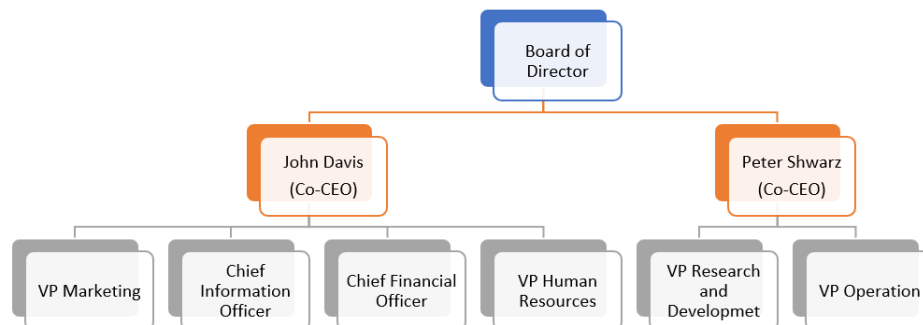 Board of
Director
John Davis
(Co-CEO)
Peter Shwarz
(Co-CEO)
VP Marketing
Chief
Information
Officer
Chief Financial
Officer
VP Human
Resources
VP Research
and
Developmet
VP Operation